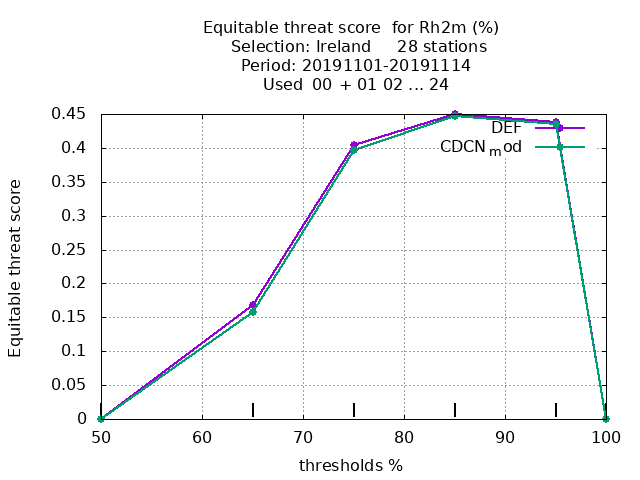 Equitable threat score for Rh2m (%)
Selection: Ireland 28 stations
Period: 20191101-20191114
Used 00 + 01 02 ... 24
Equitable threat score
0.45
0.4
0.35
0.3
0.25
0.2
0.15
0.1
0.05
0
DEF
CDCNmod
50 60 70 80 90 100
thresholds %